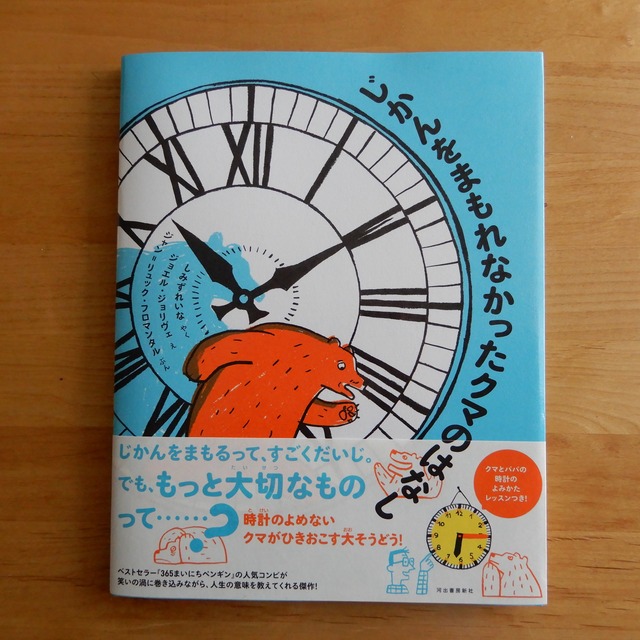 じかんをまもれなかったクマのはなし
ジャン=リュック・フロマンタル ぶん
ジョエル・ジョリヴェ え
しみずれいな やく
じかんをまもるって、すごくだいじ。
でも、もっと大切なもの
たいせつ
って……?
時計のよめない
とけい
クマがひきおこす大そうどう!
おお
クマとパパの
時計の
よみかた
レッスンつき!
ベストセラー「365まいにちペンギン」の人気コンビが
笑いの渦に巻き込みながら、人生の意味を教えてくれる傑作!
河出書房新社